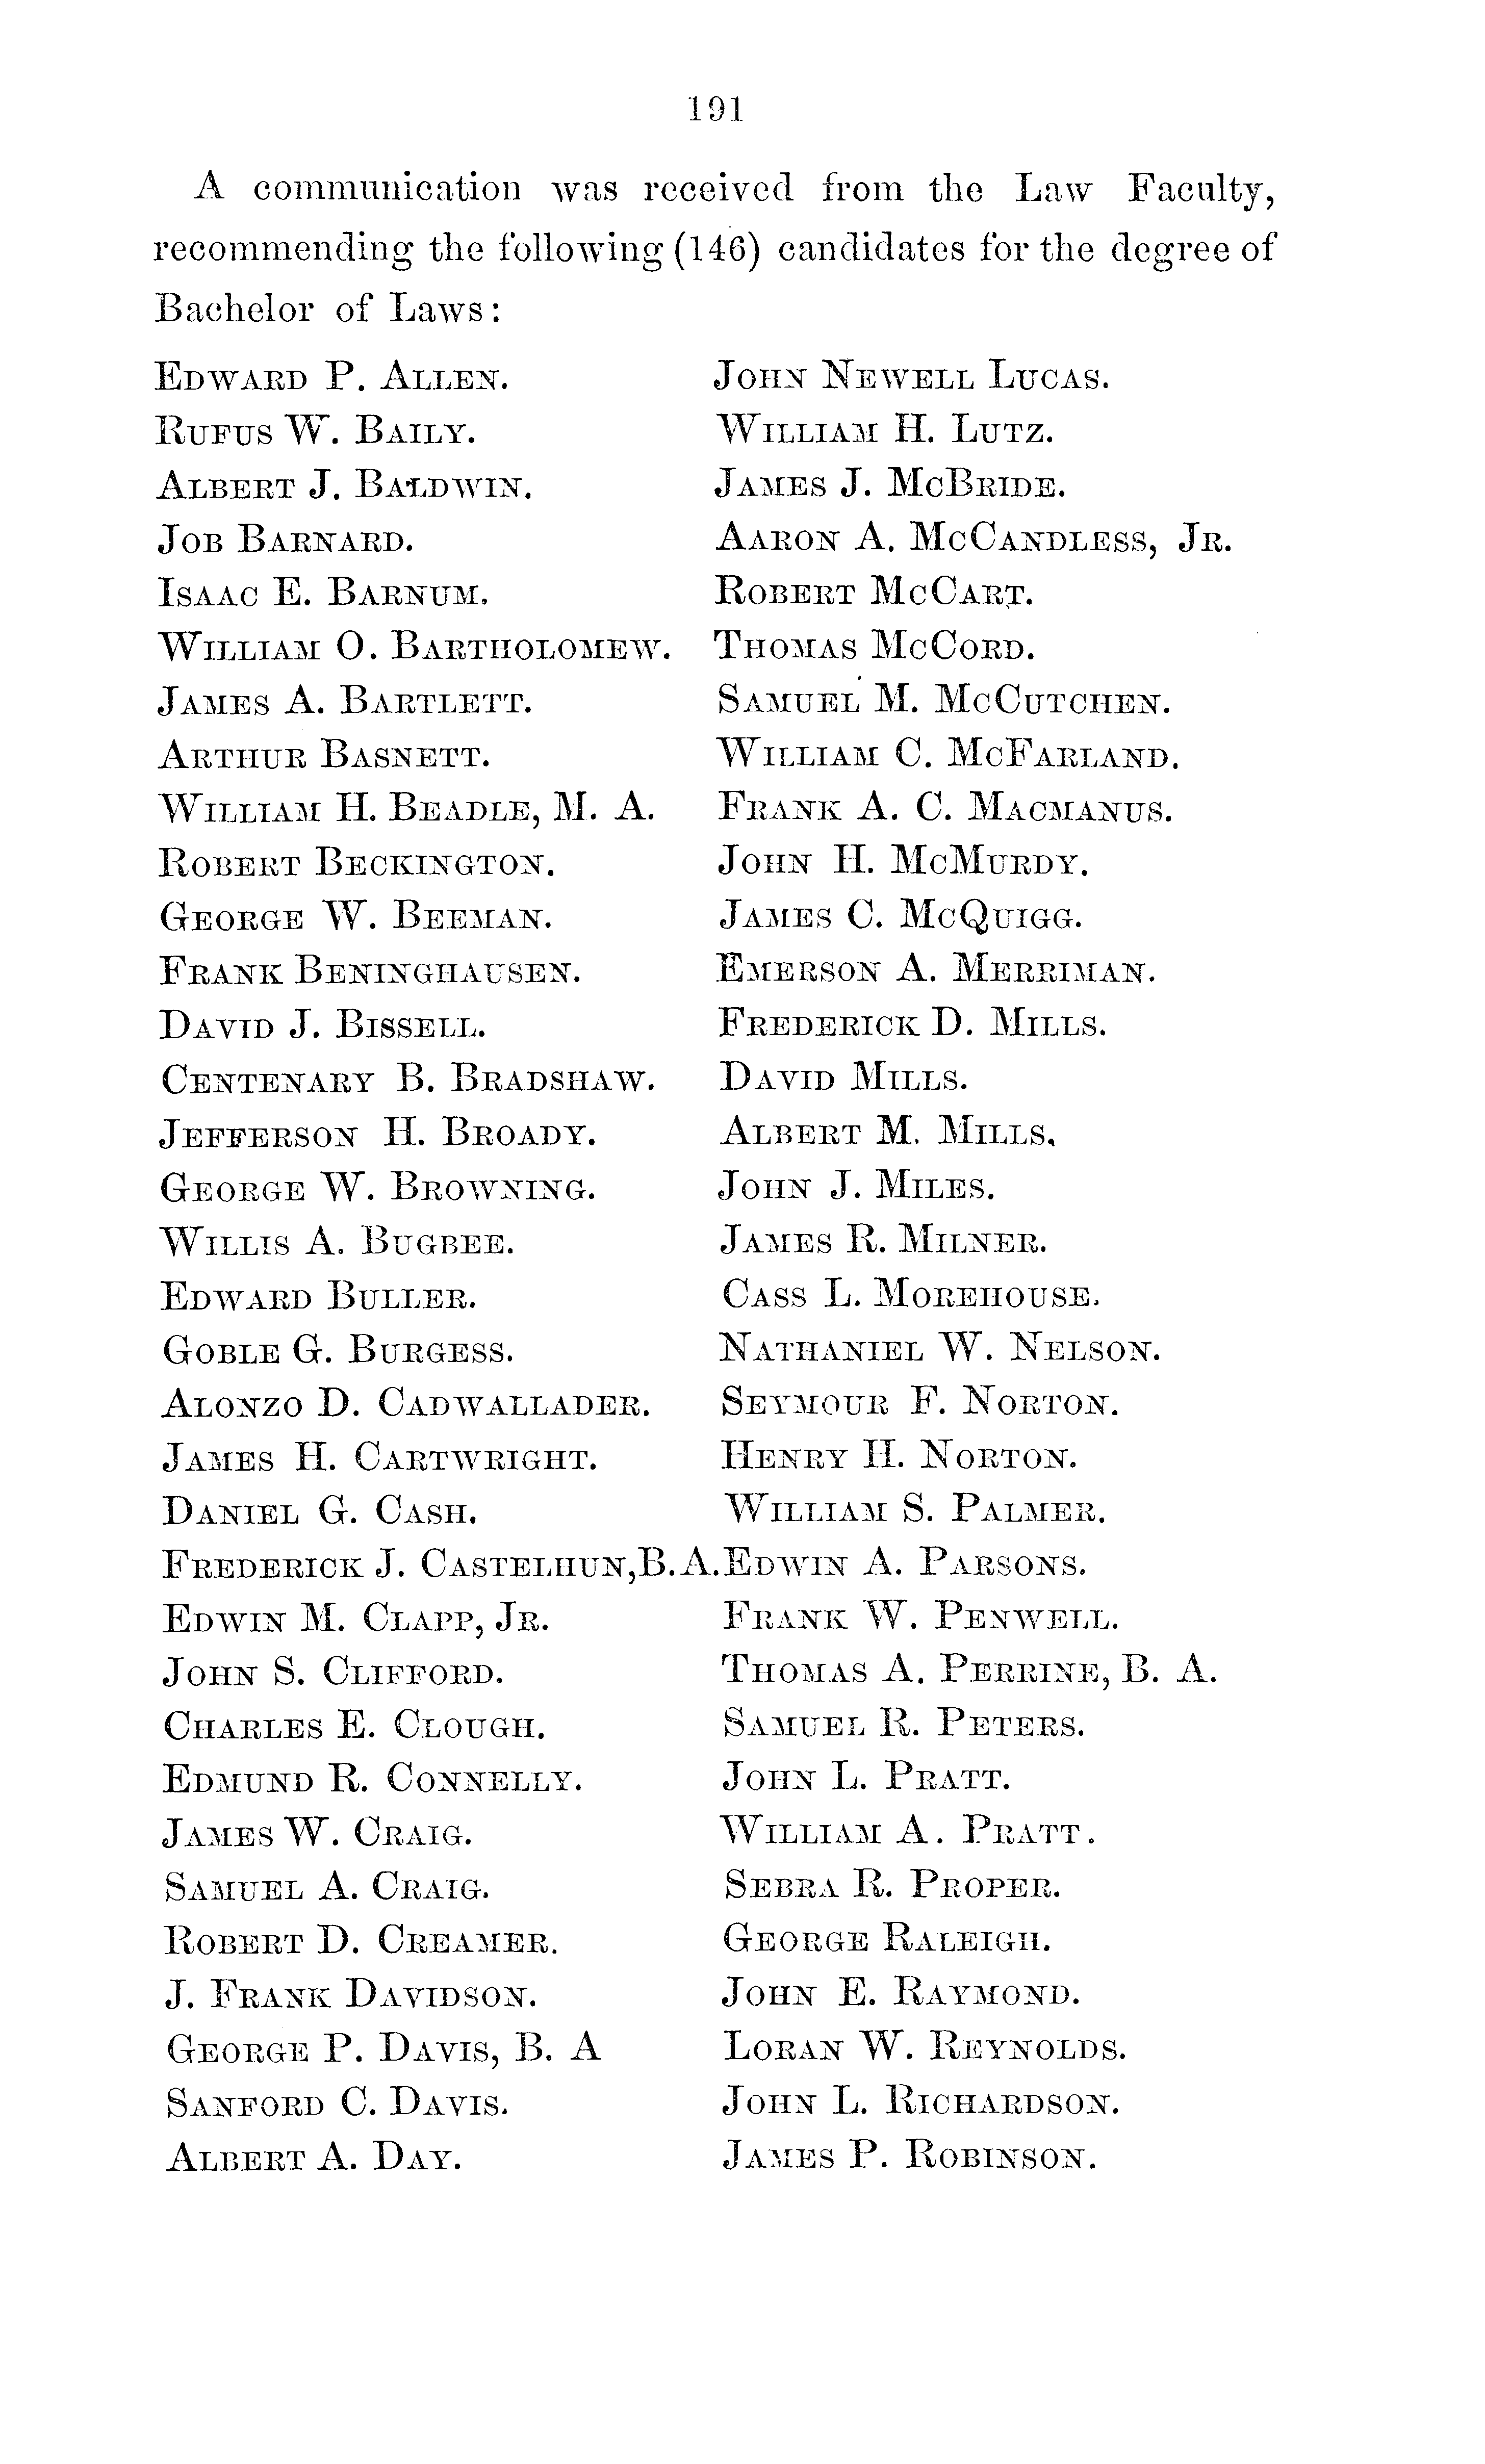 191
A communication was received from the Law Faculty,
recommending the following (146) candidates for the degree of
Bachelor of Laws:
EDWARD P. ALLEN.
RUFUS W. BAILY.
ALBERT J. BALDWIN.
JOB BARNARD.
ISAAC E. BARNUM.
WILLIAM O. BARTHOLOMEW.
JAMES A. BARTLETT.
ARTHUR BASNETT.
WILLIAM H. BEADLE, M. A.
ROBERT BECKINGTON.
GEORGE W. BEEMAN.
FRANK BENINGHAUSEN.
DAVID J. BISSELL.
CENTENARY B. BRADSHAW.
JEFFERSON H. BROADY.
GEORGE W. BROWNING.
WILLIS A. BUGBEE.
EDWARD BULLER.
GOBLE G. BURGESS.
ALONZO D. CADWALLADER.
JAMES H. CARTWRIGHT.
DANIEL G. CASH.
FREDERICK J. CASTELHUN, B. A.
EDWIN M. CLAPP, JR.
JOHN S. CLIFFORD.
CHARLES E. CLOUGH.
EDMUND R. CONNELLY.
JAMES W. CRAIG.
SAMUEL A. CRAIG.
ROBERT D. CREAMER.
J. FRANK DAVIDSON.
GEORGE P. DAVIS, B. A
SANFORD C. DAVIS.
ALBERT A. DAY.
JOHN NEWELL LUCAS.
WILLIAM H. LUTZ.
JAMES J. MCBRIDE.
AARON A. MCCANDLESS, JR.
ROBERT MCCART.
THOMAS MCCORD.
SAMUEL M. MCCUTCHEN.
WILLIAM C. MCFARLAND.
FRANK A. C. MACMANUS.
JOHN H. MCMURDY.
JAMES C. MCQUIGG.
EMERSON A. MERRIMAN.
FREDERICK D. MILLS.
DAVID MILLS.
ALBERT M. MILLS.
JOHN J. MILES.
JAMES R. MILNER.
CASS L. MOREHOUSE.
NATHANIEL W. NELSON.
SEYMOUR F. NORTON.
HENRY H. NORTON.
WILLIAM S. PALMER.
EDWIN A. PARSONS.
FRANK W. PENWELL.
THOMAS A. PERRINE, B. A.
SAMUEL R. PETERS.
JOHN L. PRATT.
WILLIAM A. PRATT.
SEBRA R. PROPER.
GEORGE RALEIGH.
JOHN E. RAYMOND.
LORAN W. REYNOLDS.
JOHN L. RICHARDSON.
JAMES P. ROBINSON.